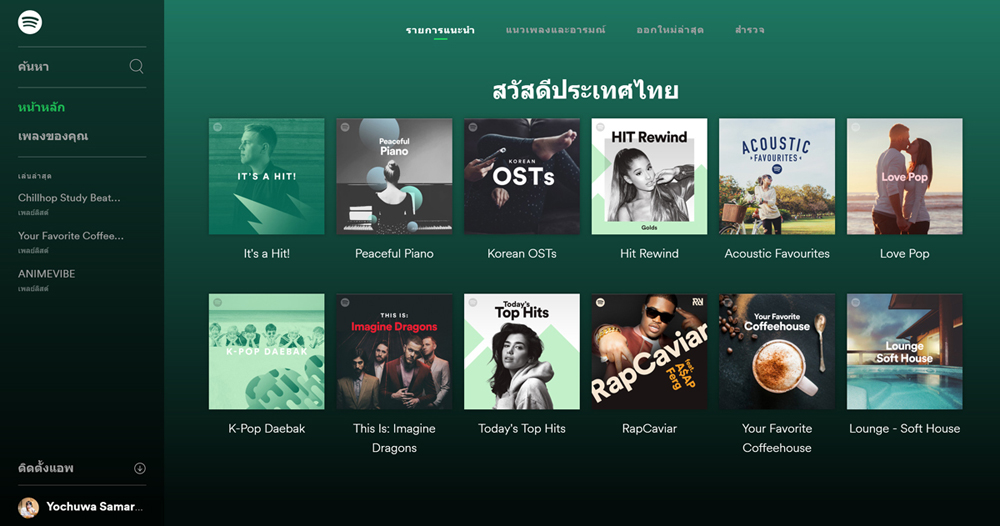 ค้นหา
หน้าหลัก
เพลงของคุณ
เล่นล่าสุด
Chillhop Study Beat...
เพลย์ลิสต์
Your Favorite Coffee...
เพลย์ลิสต์
ANIMEVIBE
เพลย์ลิสต์
ติดตั้งแอพ
Yochuwa Samar...
รายการแนะนำ แนวเพลงและอารมณ์ ออกใหม่ล่าสุด สำรวจ
สวัสดีประเทศไทย
IT'S A HIT!
Peaceful
Piano
KOREAN
OSTs
HIT Rewind
Golds
ACOUSTIC
FAVOURITES
Love Pop
It's a Hit!
Peaceful Piano
Korean OSTs
Hit Rewind
Acoustic Favourites
Love Pop
K-POP DAEBAK
THIS IS:
Imagine Dragons
Today's
Top Hits
RapCaviar
feat.
A$AP
Ferg
Your Favorite
Coffeehouse
Lounge
Soft House
K-Pop Daebak
This Is: Imagine
Dragons
Today's Top Hits
RapCaviar
Your Favorite
Coffeehouse
Lounge - Soft House